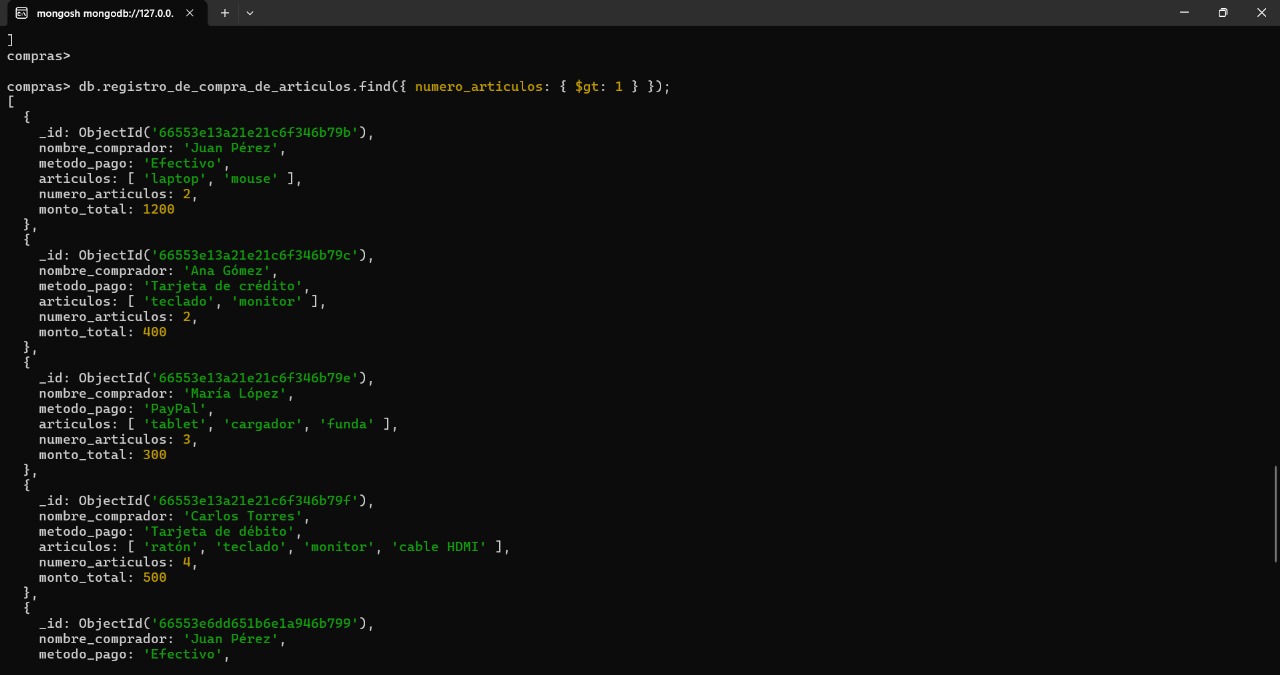 mongosh mongodb://127.0.0.
]
compras>
compras> db.registro_de_compra_de_articulos.find({ numero_articulos: { $gt: 1 } });
[
  {
    _id: ObjectId('66553e13a21e21c6f346b79b'),
    nombre_comprador: 'Juan Pérez',
    metodo_pago: 'Efectivo',
    articulos: [ 'laptop', 'mouse' ],
    numero_articulos: 2,
    monto_total: 1200
  },
  {
    _id: ObjectId('66553e13a21e21c6f346b79c'),
    nombre_comprador: 'Ana Gómez',
    metodo_pago: 'Tarjeta de crédito',
    articulos: [ 'teclado', 'monitor' ],
    numero_articulos: 2,
    monto_total: 400
  },
  {
    _id: ObjectId('66553e13a21e21c6f346b79e'),
    nombre_comprador: 'María López',
    metodo_pago: 'PayPal',
    articulos: [ 'tablet', 'cargador', 'funda' ],
    numero_articulos: 3,
    monto_total: 300
  },
  {
    _id: ObjectId('66553e13a21e21c6f346b79f'),
    nombre_comprador: 'Carlos Torres',
    metodo_pago: 'Tarjeta de débito',
    articulos: [ 'ratón', 'teclado', 'monitor', 'cable HDMI' ],
    numero_articulos: 4,
    monto_total: 500
  },
  {
    _id: ObjectId('66553e6dd651b6e1a946b799'),
    nombre_comprador: 'Juan Pérez',
    metodo_pago: 'Efectivo',